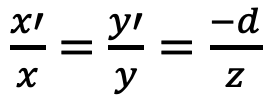 x′/x = y′/y = −d/z